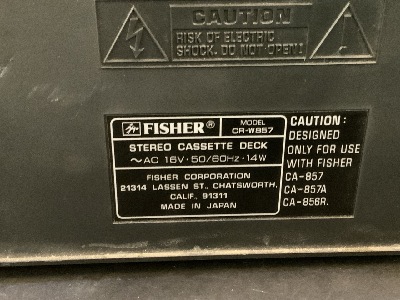 CAUTION
RISK OF ELECTRIC
SHOCK. DO NOT OPEN!
FISHER®
MODEL
CR-W857
STEREO CASSETTE DECK
~AC 16V·50/60Hz·14W
FISHER CORPORATION
21314 LASSEN ST., CHATSWORTH,
CALIF. 91311
MADE IN JAPAN
CAUTION:
DESIGNED
ONLY FOR USE
WITH FISHER
CA-857
CA-857A
CA-856R.